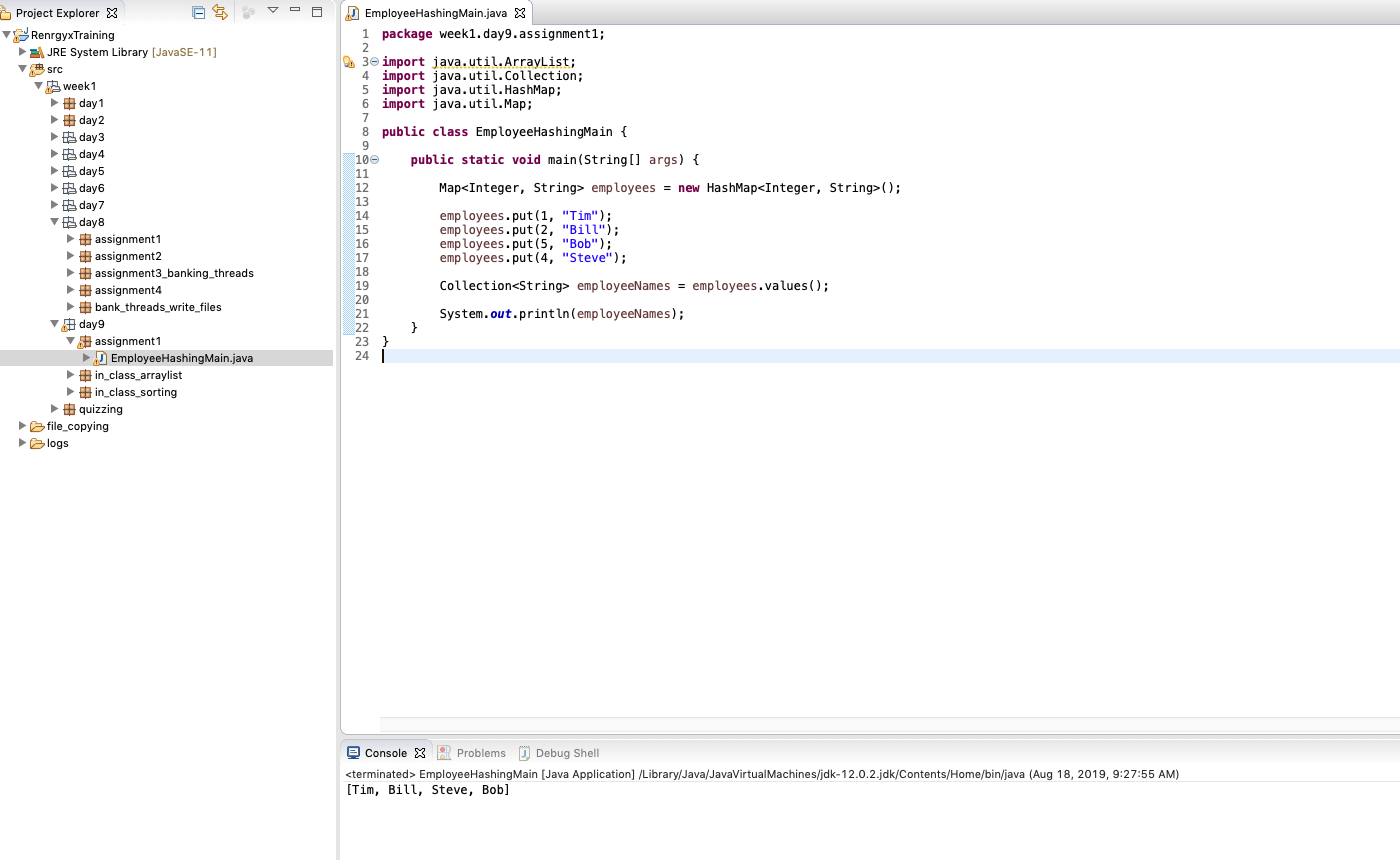 Project Explorer
RenrgyxTraining
JRE System Library [JavaSE-11]
src
week1
day1
day2
day3
day4
day5
day6
day7
day8
assignment1
assignment2
assignment3_banking_threads
assignment4
bank_threads_write_files
day9
assignment1
EmployeeHashingMain.java
in_class_arraylist
in_class_sorting
quizzing
file_copying
logs
EmployeeHashingMain.java
1 package week1.day9.assignment1;
2
3 import java.util.ArrayList;
4 import java.util.Collection;
5 import java.util.HashMap;
6 import java.util.Map;
7
8 public class EmployeeHashingMain {
9
10     public static void main(String[] args) {
11
12         Map<Integer, String> employees = new HashMap<Integer, String>();
13
14         employees.put(1, "Tim");
15         employees.put(2, "Bill");
16         employees.put(5, "Bob");
17         employees.put(4, "Steve");
18
19         Collection<String> employeeNames = employees.values();
20
21         System.out.println(employeeNames);
22     }
23 }
24
Console Problems Debug Shell
<terminated> EmployeeHashingMain [Java Application] /Library/Java/JavaVirtualMachines/jdk-12.0.2.jdk/Contents/Home/bin/java (Aug 18, 2019, 9:27:55 AM)
[Tim, Bill, Steve, Bob]